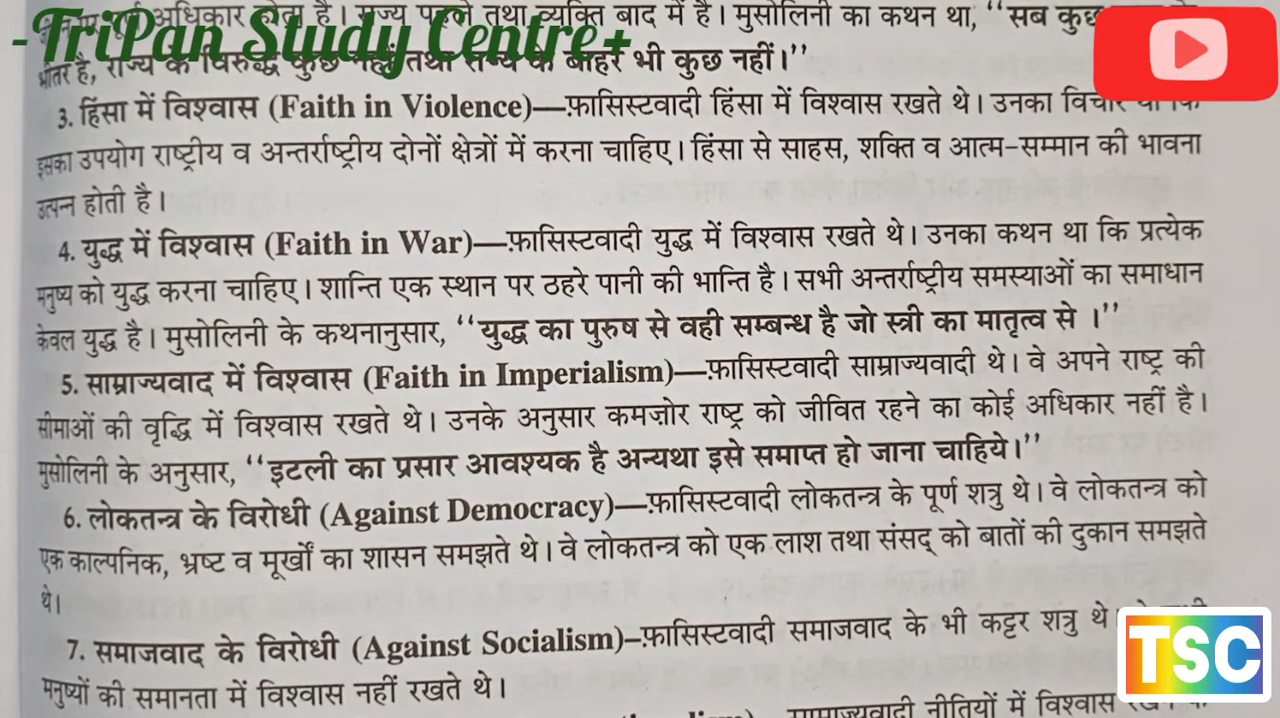 -TriPan Study Centre+
पूर्ण अधिकार होता है। राज्य पहले तथा व्यक्ति बाद में है। मुसोलिनी का कथन था, ‘‘सब कुछ
भीतर है, राज्य के विरुद्ध कुछ नहीं तथा राज्य के बाहर भी कुछ नहीं।’’
3. हिंसा में विश्वास (Faith in Violence)—फ़ासिस्टवादी हिंसा में विश्वास रखते थे। उनका विचार था कि
इसका उपयोग राष्ट्रीय व अन्तर्राष्ट्रीय दोनों क्षेत्रों में करना चाहिए। हिंसा से साहस, शक्ति व आत्म-सम्मान की भावना
उत्पन्न होती है।
4. युद्ध में विश्वास (Faith in War)—फ़ासिस्टवादी युद्ध में विश्वास रखते थे। उनका कथन था कि प्रत्येक
मनुष्य को युद्ध करना चाहिए। शान्ति एक स्थान पर ठहरे पानी की भान्ति है। सभी अन्तर्राष्ट्रीय समस्याओं का समाधान
केवल युद्ध है। मुसोलिनी के कथनानुसार, ‘‘युद्ध का पुरुष से वही सम्बन्ध है जो स्त्री का मातृत्व से।’’
5. साम्राज्यवाद में विश्वास (Faith in Imperialism)—फ़ासिस्टवादी साम्राज्यवादी थे। वे अपने राष्ट्र की
सीमाओं की वृद्धि में विश्वास रखते थे। उनके अनुसार कमज़ोर राष्ट्र को जीवित रहने का कोई अधिकार नहीं है।
मुसोलिनी के अनुसार, ‘‘इटली का प्रसार आवश्यक है अन्यथा इसे समाप्त हो जाना चाहिये।’’
6. लोकतन्त्र के विरोधी (Against Democracy)—फ़ासिस्टवादी लोकतन्त्र के पूर्ण शत्रु थे। वे लोकतन्त्र को
एक काल्पनिक, भ्रष्ट व मूर्खों का शासन समझते थे। वे लोकतन्त्र को एक लाश तथा संसद् को बातों की दुकान समझते
थे।
7. समाजवाद के विरोधी (Against Socialism)–फ़ासिस्टवादी समाजवाद के भी कट्टर शत्रु थे।
मनुष्यों की समानता में विश्वास नहीं रखते थे।
साम्राज्यवादी नीतियों में विश्वास
TSC